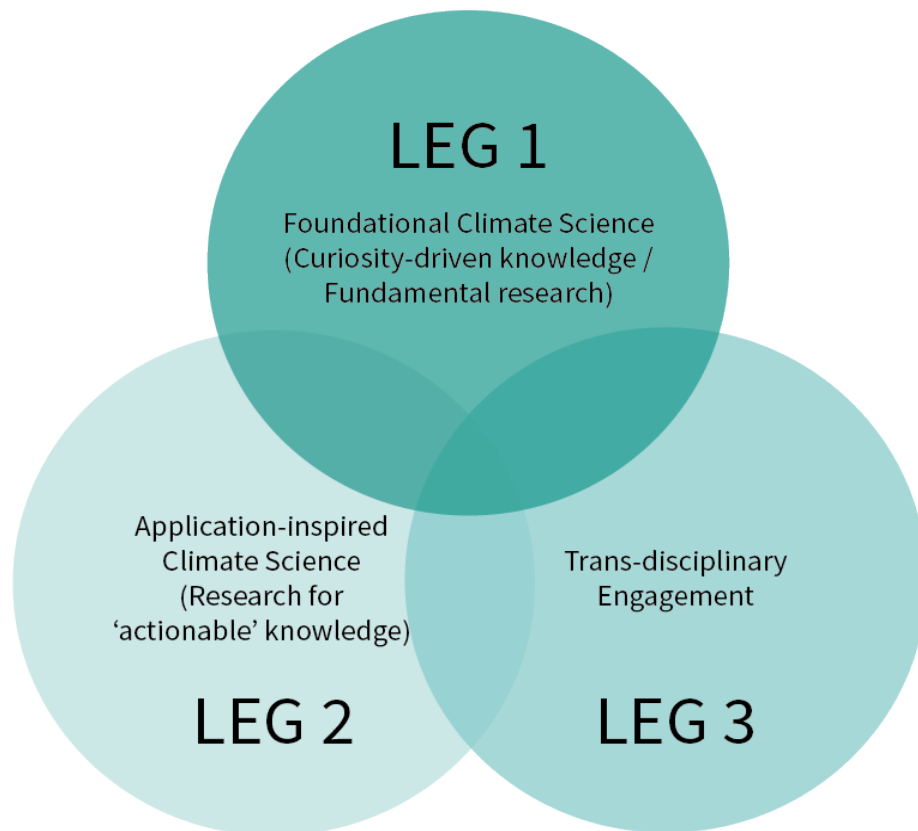 LEG 1
Foundational Climate Science
(Curiosity-driven knowledge /
Fundamental research)
Application-inspired
Climate Science
(Research for
‘actionable’ knowledge)
LEG 2
Trans-disciplinary
Engagement
LEG 3